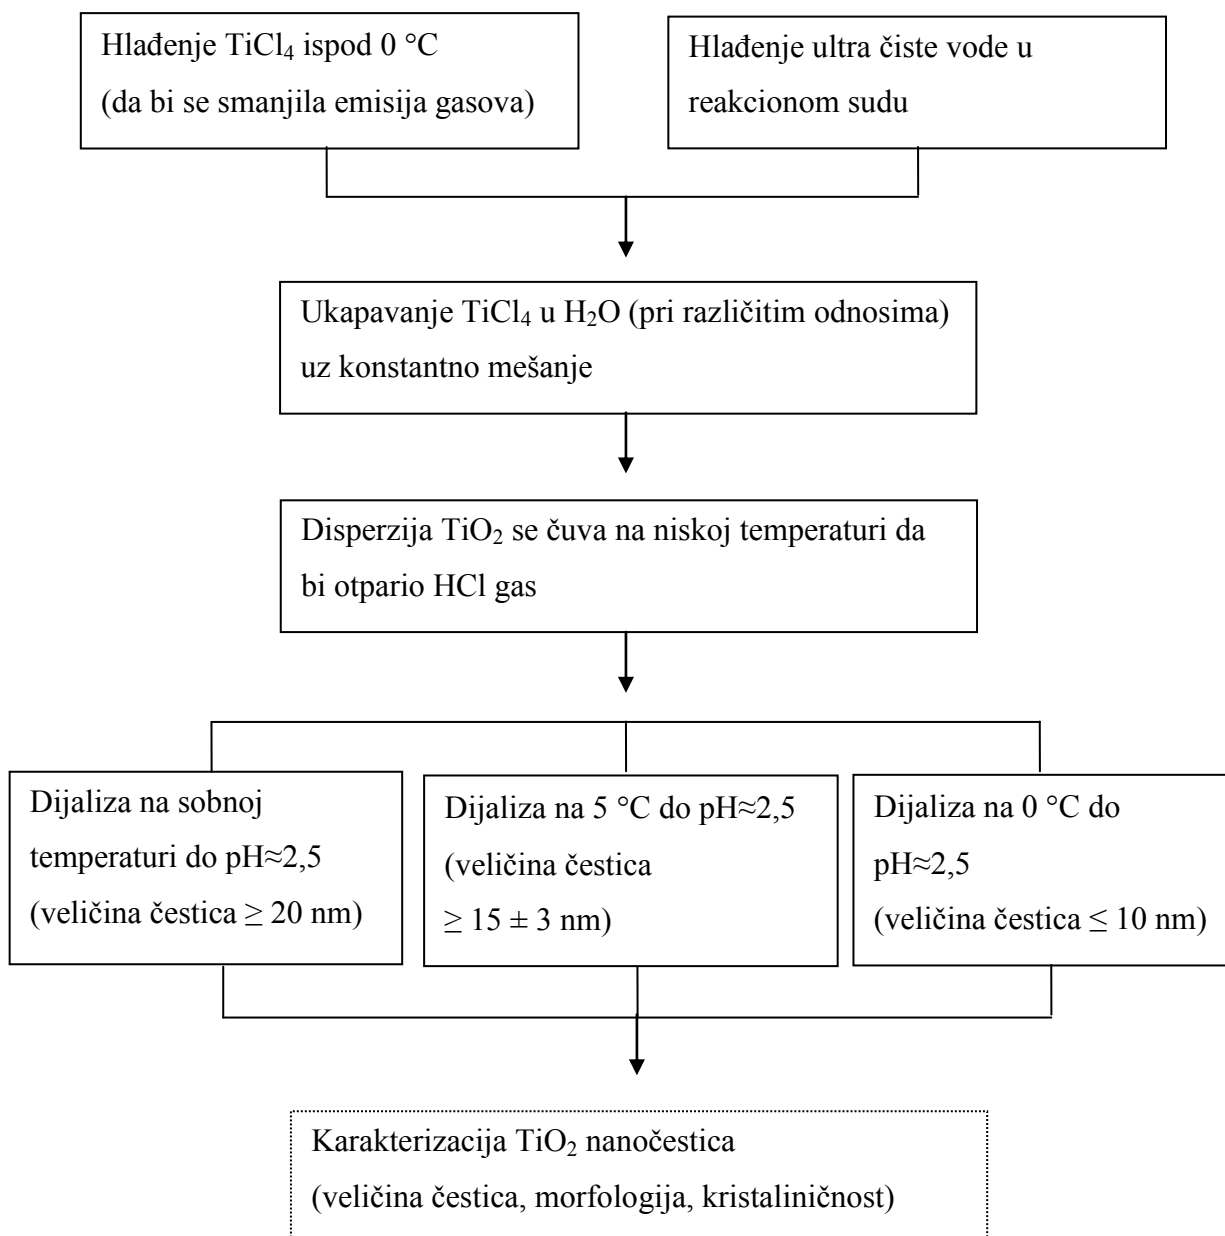 Hlađenje TiCl₄ ispod 0 °C
(da bi se smanjila emisija gasova)
Hlađenje ultra čiste vode u
reakcionom sudu
Ukapavanje TiCl₄ u H₂O (pri različitim odnosima)
uz konstantno mešanje
Disperzija TiO₂ se čuva na niskoj temperaturi da
bi otpario HCl gas
Dijaliza na sobnoj
temperaturi do pH≈2,5
(veličina čestica ≥ 20 nm)
Dijaliza na 5 °C do pH≈2,5
(veličina čestica
≥ 15 ± 3 nm)
Dijaliza na 0 °C do
pH≈2,5
(veličina čestica ≤ 10 nm)
Karakterizacija TiO₂ nanočestica
(veličina čestica, morfologija, kristaliničnost)